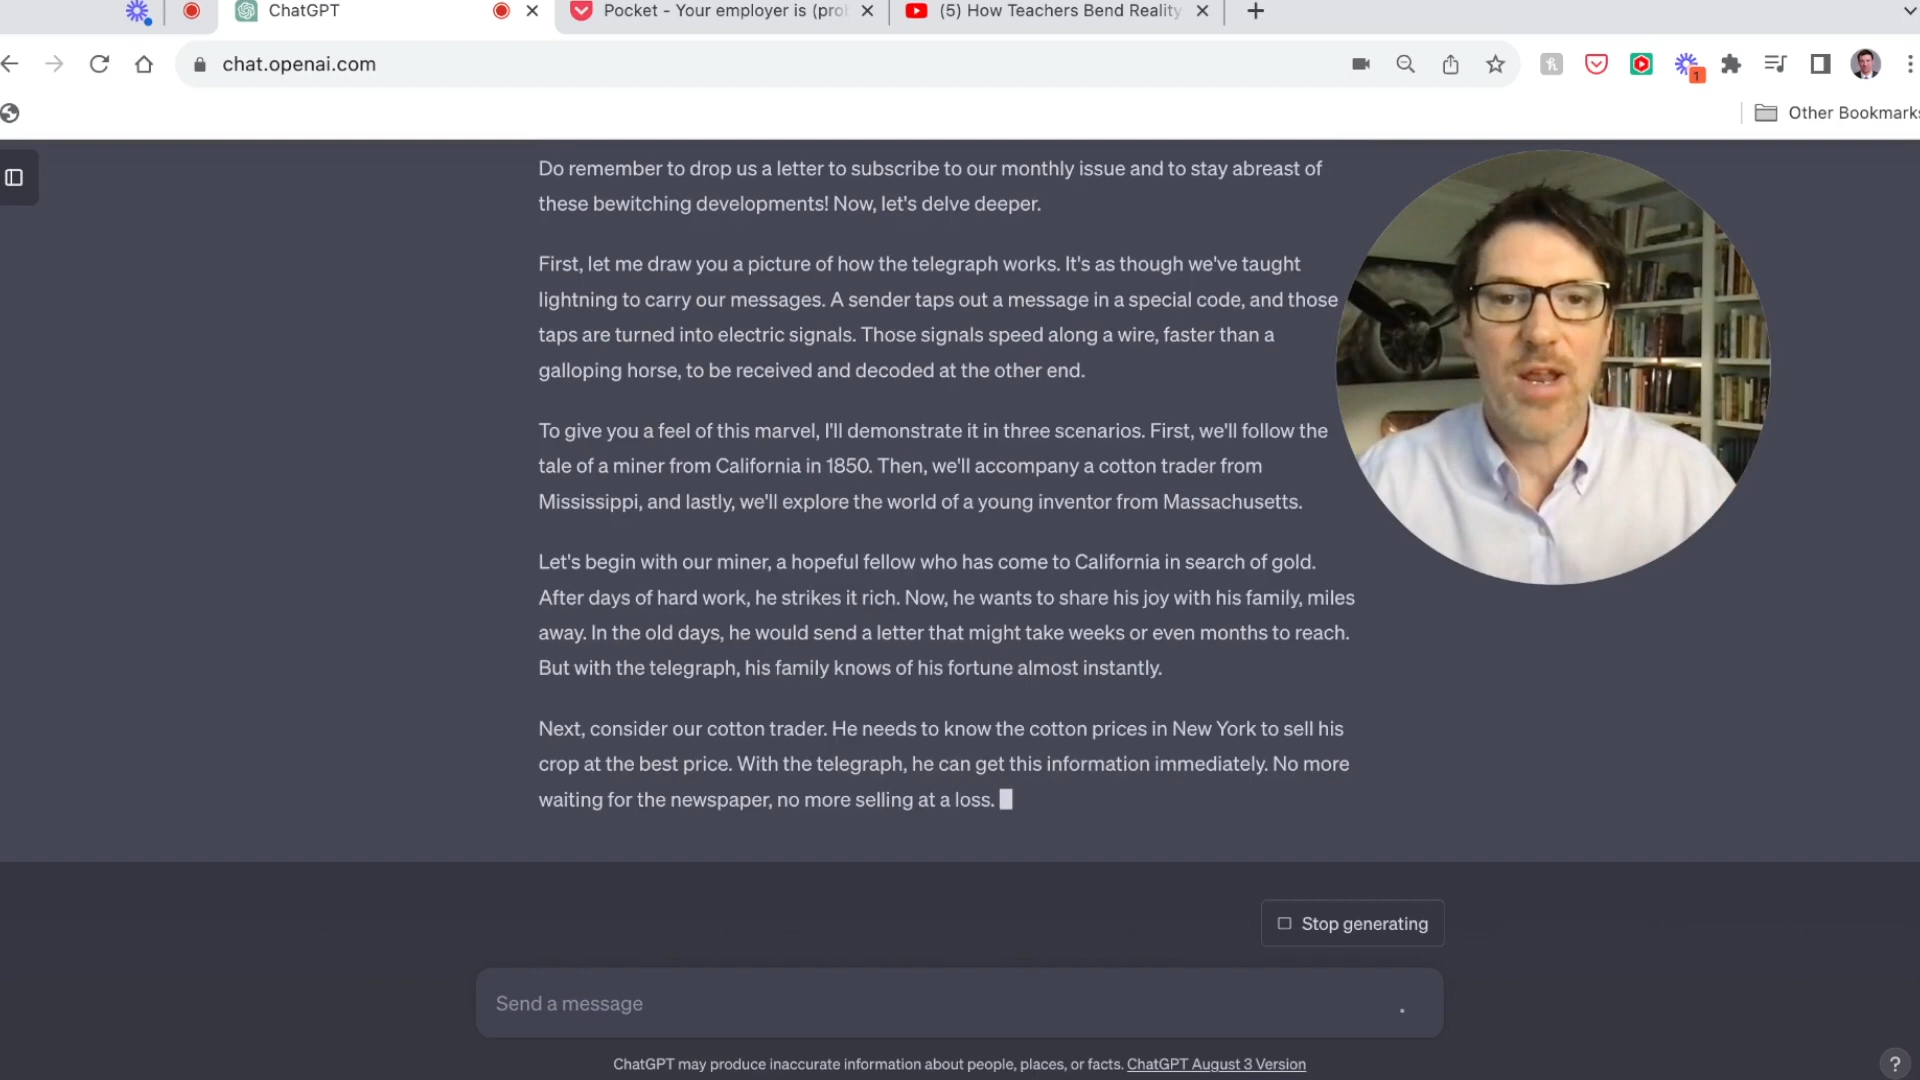 ChatGPT
Pocket - Your employer is (prob
(5) How Teachers Bend Reality
chat.openai.com
1
Other Bookmarks
Do remember to drop us a letter to subscribe to our monthly issue and to stay abreast of
these bewitching developments! Now, let's delve deeper.
First, let me draw you a picture of how the telegraph works. It's as though we've taught
lightning to carry our messages. A sender taps out a message in a special code, and those
taps are turned into electric signals. Those signals speed along a wire, faster than a
galloping horse, to be received and decoded at the other end.
To give you a feel of this marvel, I'll demonstrate it in three scenarios. First, we'll follow the
tale of a miner from California in 1850. Then, we'll accompany a cotton trader from
Mississippi, and lastly, we'll explore the world of a young inventor from Massachusetts.
Let's begin with our miner, a hopeful fellow who has come to California in search of gold.
After days of hard work, he strikes it rich. Now, he wants to share his joy with his family, miles
away. In the old days, he would send a letter that might take weeks or even months to reach.
But with the telegraph, his family knows of his fortune almost instantly.
Next, consider our cotton trader. He needs to know the cotton prices in New York to sell his
crop at the best price. With the telegraph, he can get this information immediately. No more
waiting for the newspaper, no more selling at a loss.
Stop generating
Send a message
ChatGPT may produce inaccurate information about people, places, or facts. ChatGPT August 3 Version
?